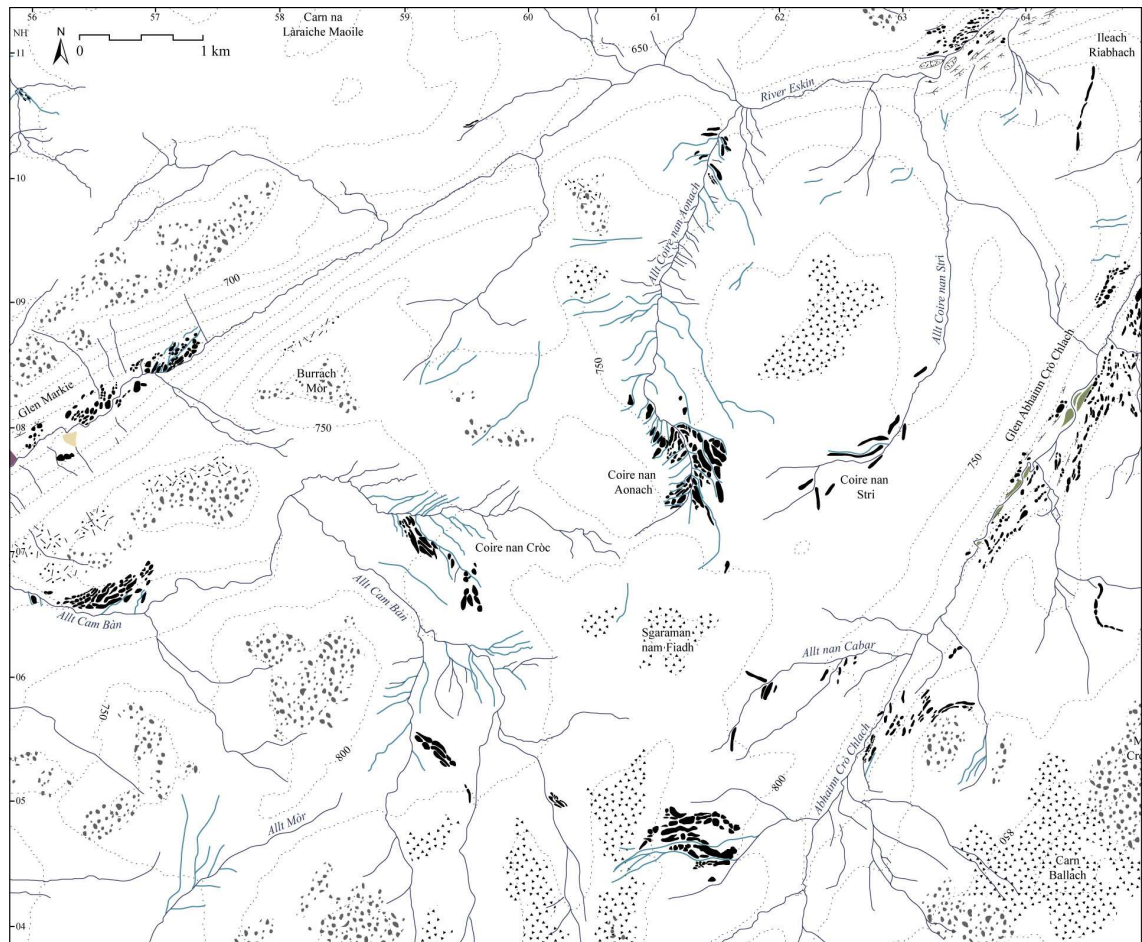 56
57
Carn na
Làraiche Maoile
59
60
61
62
63
64
NH
N
0
1 km
11
10
09
08
07
06
05
04
650
River Eskin
Ileach
Riabhach
Allt Coire nan Aonach
Allt Coire nan Stri
700
Glen Markie
Burrach
Mòr
750
750
Glen Abhainn Crò Chlach
750
Coire nan
Aonach
Coire nan
Stri
Coire nan Cròc
Allt Cam Bàn
Allt Cam Bàn
Sgaraman
nam Fiadh
Allt nan Cabar
750
800
Abhainn Crò Chlach
800
Allt Mòr
850
Carn
Ballach